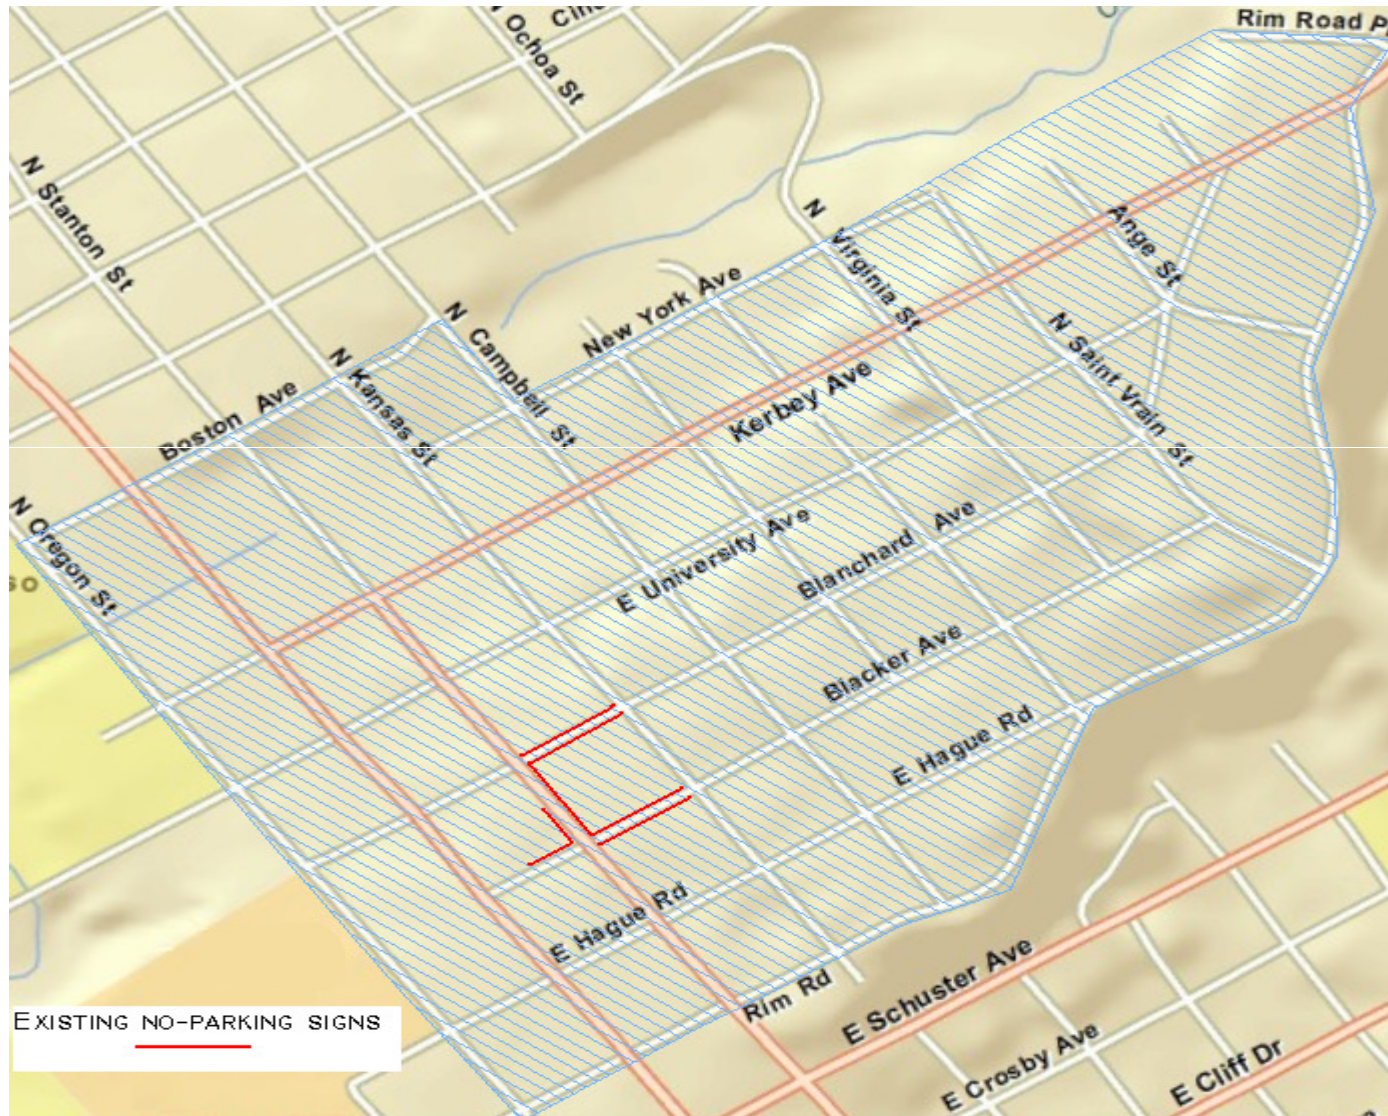 Rim Road P
N Ochoa St
N Stanton St
N
Virginia St
Ange St
New York Ave
N Campbell St
N Kansas St
Boston Ave
N Saint Vrain St
Kerbey Ave
N Oregon St
E University Ave
Blanchard Ave
Blacker Ave
E Hague Rd
E Hague Rd
Rim Rd
E Schuster Ave
E Crosby Ave
E Cliff Dr
EXISTING NO-PARKING SIGNS